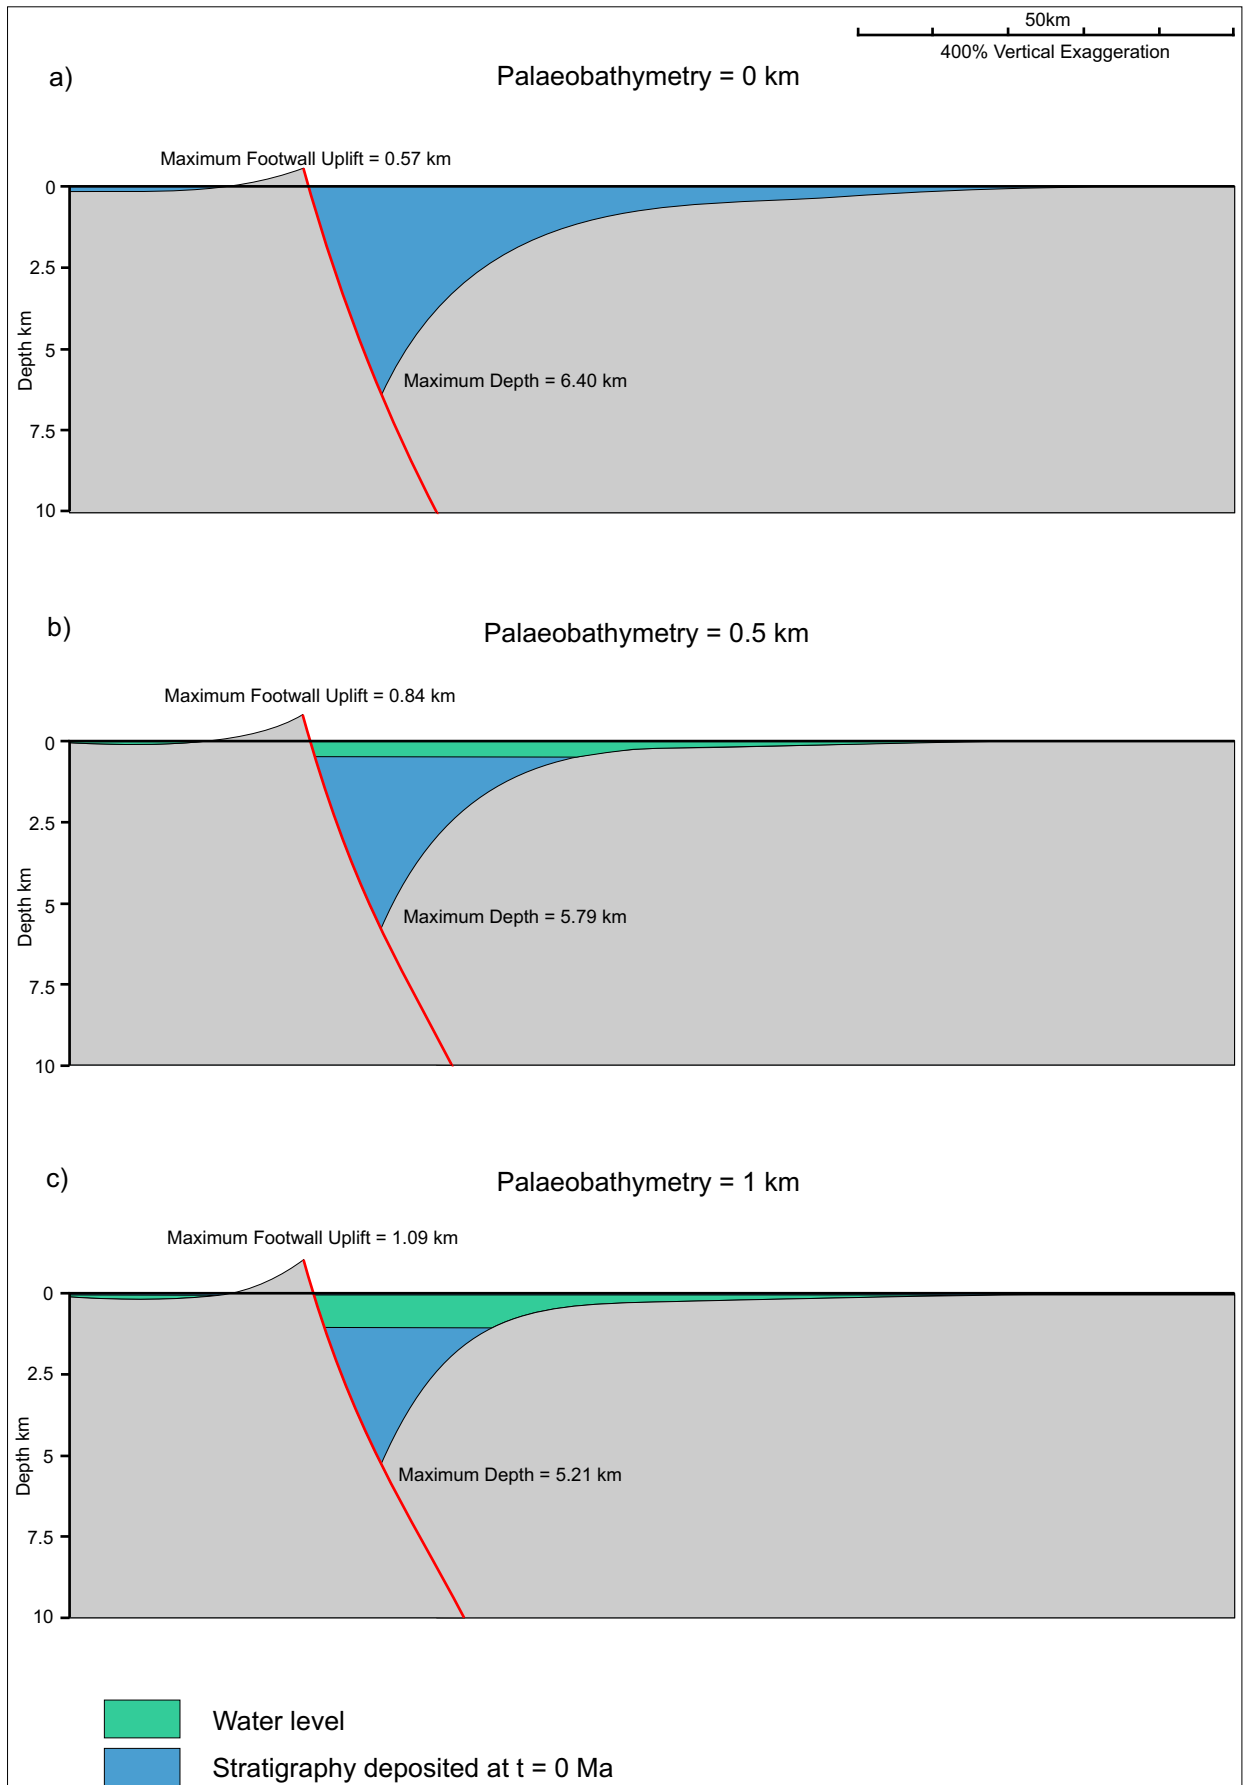 50km
400% Vertical Exaggeration
a)
Palaeobathymetry = 0 km
Maximum Footwall Uplift = 0.57 km
0
2.5
5
7.5
10
Depth km
Maximum Depth = 6.40 km
b)
Palaeobathymetry = 0.5 km
Maximum Footwall Uplift = 0.84 km
0
2.5
5
7.5
10
Depth km
Maximum Depth = 5.79 km
c)
Palaeobathymetry = 1 km
Maximum Footwall Uplift = 1.09 km
0
2.5
5
7.5
10
Depth km
Maximum Depth = 5.21 km
Water level
Stratigraphy deposited at t = 0 Ma